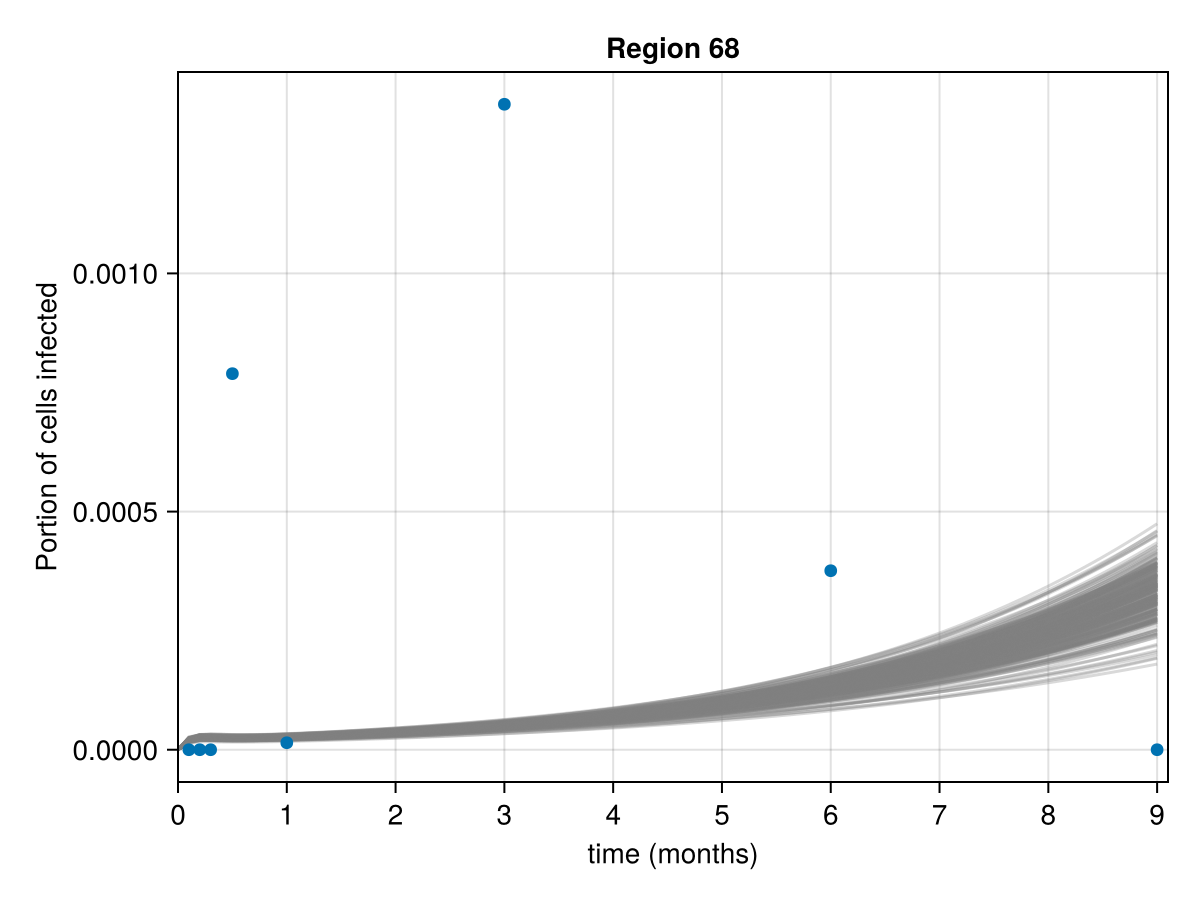 Region 68
Portion of cells infected
0.0010
0.0005
0.0000
0 1 2 3 4 5 6 7 8 9
time (months)